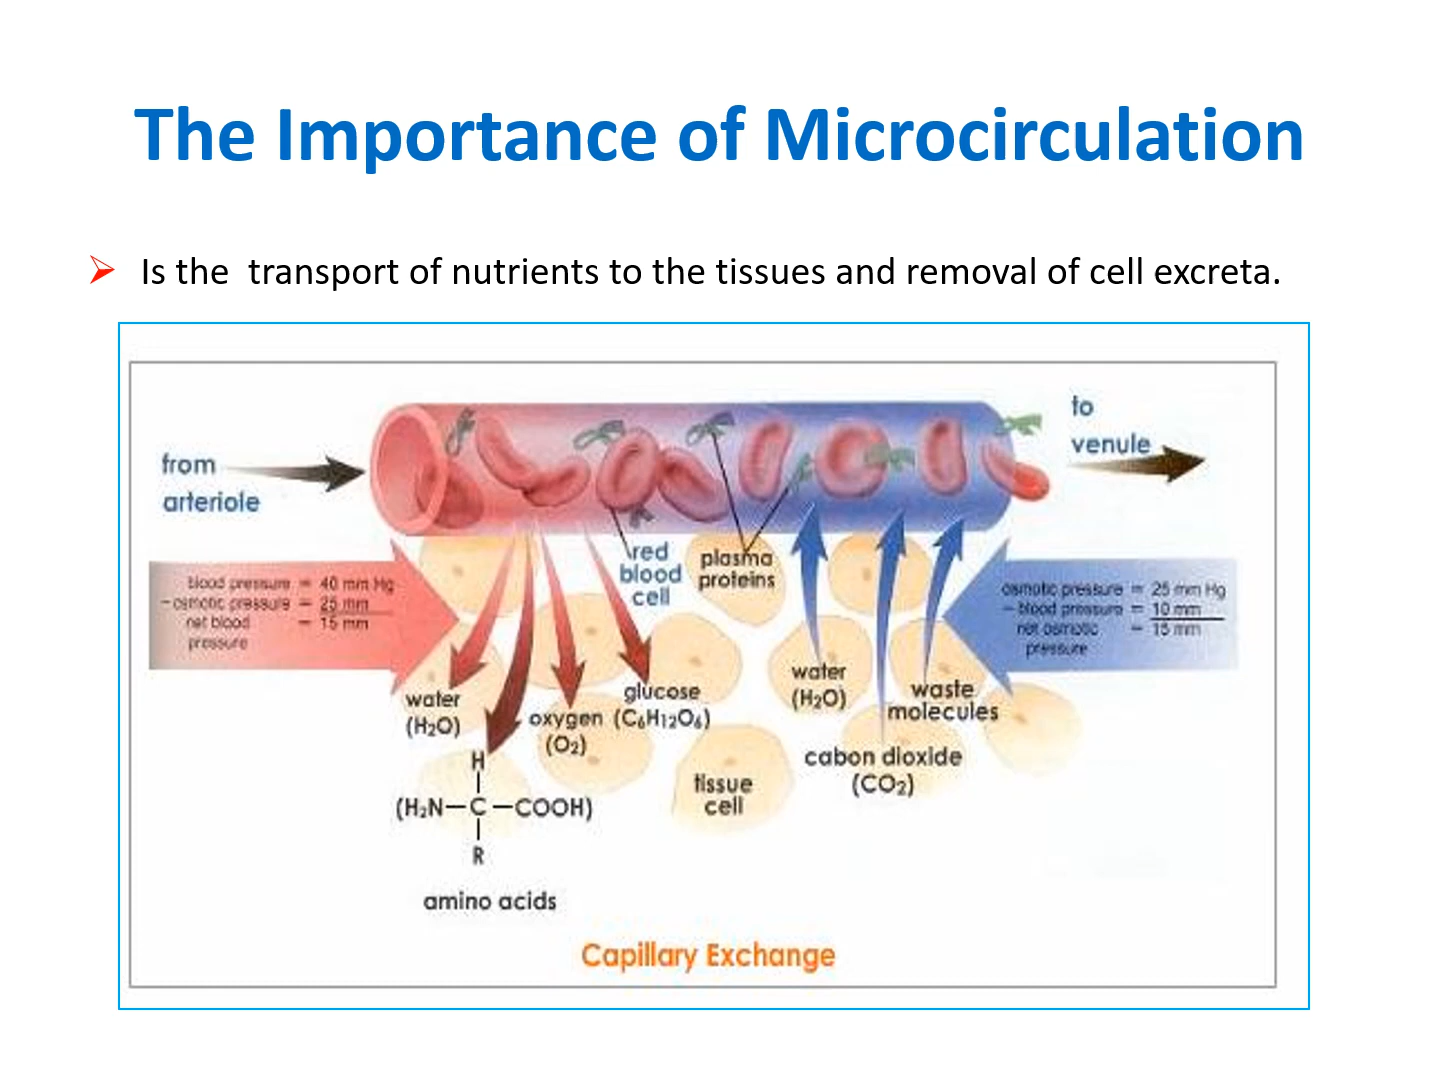 The Importance of Microcirculation
Is the transport of nutrients to the tissues and removal of cell excreta.
from
arteriole
to
venule
blood pressure = 40 mm Hg
- osmotic pressure = 25 mm
net blood = 15 mm
pressure
red
blood
cell
plasma
proteins
osmotic pressure = 25 mm Hg
- blood pressure = 10 mm
net osmotic = 15 mm
pressure
water
(H₂O)
oxygen
(O₂)
glucose
(C₆H₁₂O₆)
water
(H₂O)
waste
molecules
cabon dioxide
(CO₂)
tissue
cell
H
(H₂N—C—COOH)
R
amino acids
Capillary Exchange